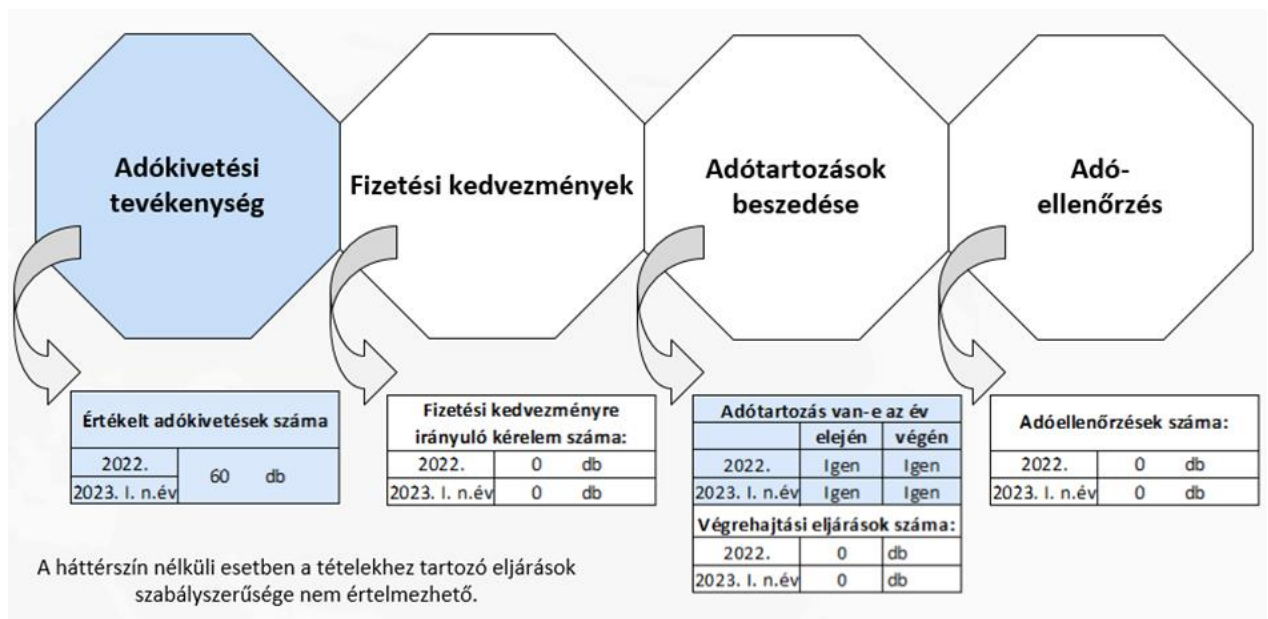 Adókivetési
tevékenység
Fizetési kedvezmények
Adótartozások
beszedése
Adó-
ellenőrzés
Értékelt adókivetések száma
2022.
60 db
2023. I. n.év
Fizetési kedvezményre
irányuló kérelem száma:
2022. 0 db
2023. I. n.év 0 db
Adótartozás van-e az év
elején végén
2022. Igen Igen
2023. I. n.év Igen Igen
Végrehajtási eljárások száma:
2022. 0 db
2023. I. n.év 0 db
Adóellenőrzések száma:
2022. 0 db
2023. I. n.év 0 db
A háttérszín nélküli esetben a tételekhez tartozó eljárások
szabályszerűsége nem értelmezhető.